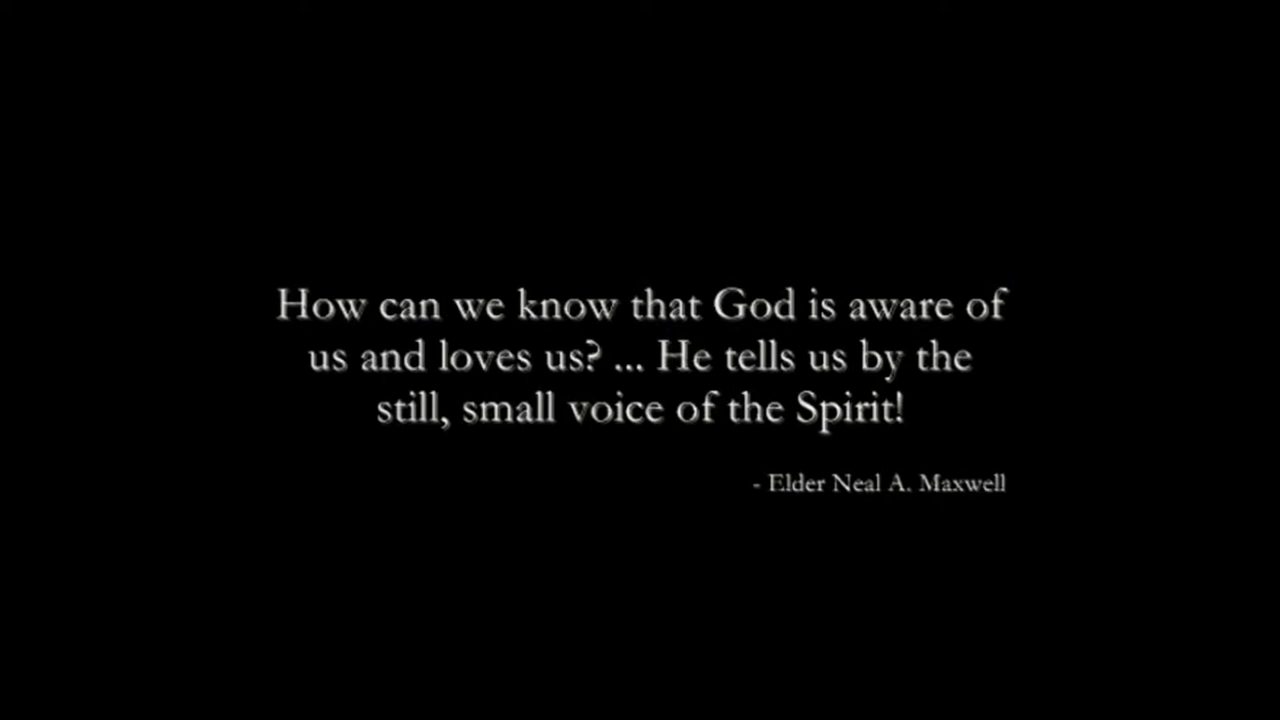 How can we know that God is aware of
us and loves us? ... He tells us by the
still, small voice of the Spirit!
- Elder Neal A. Maxwell